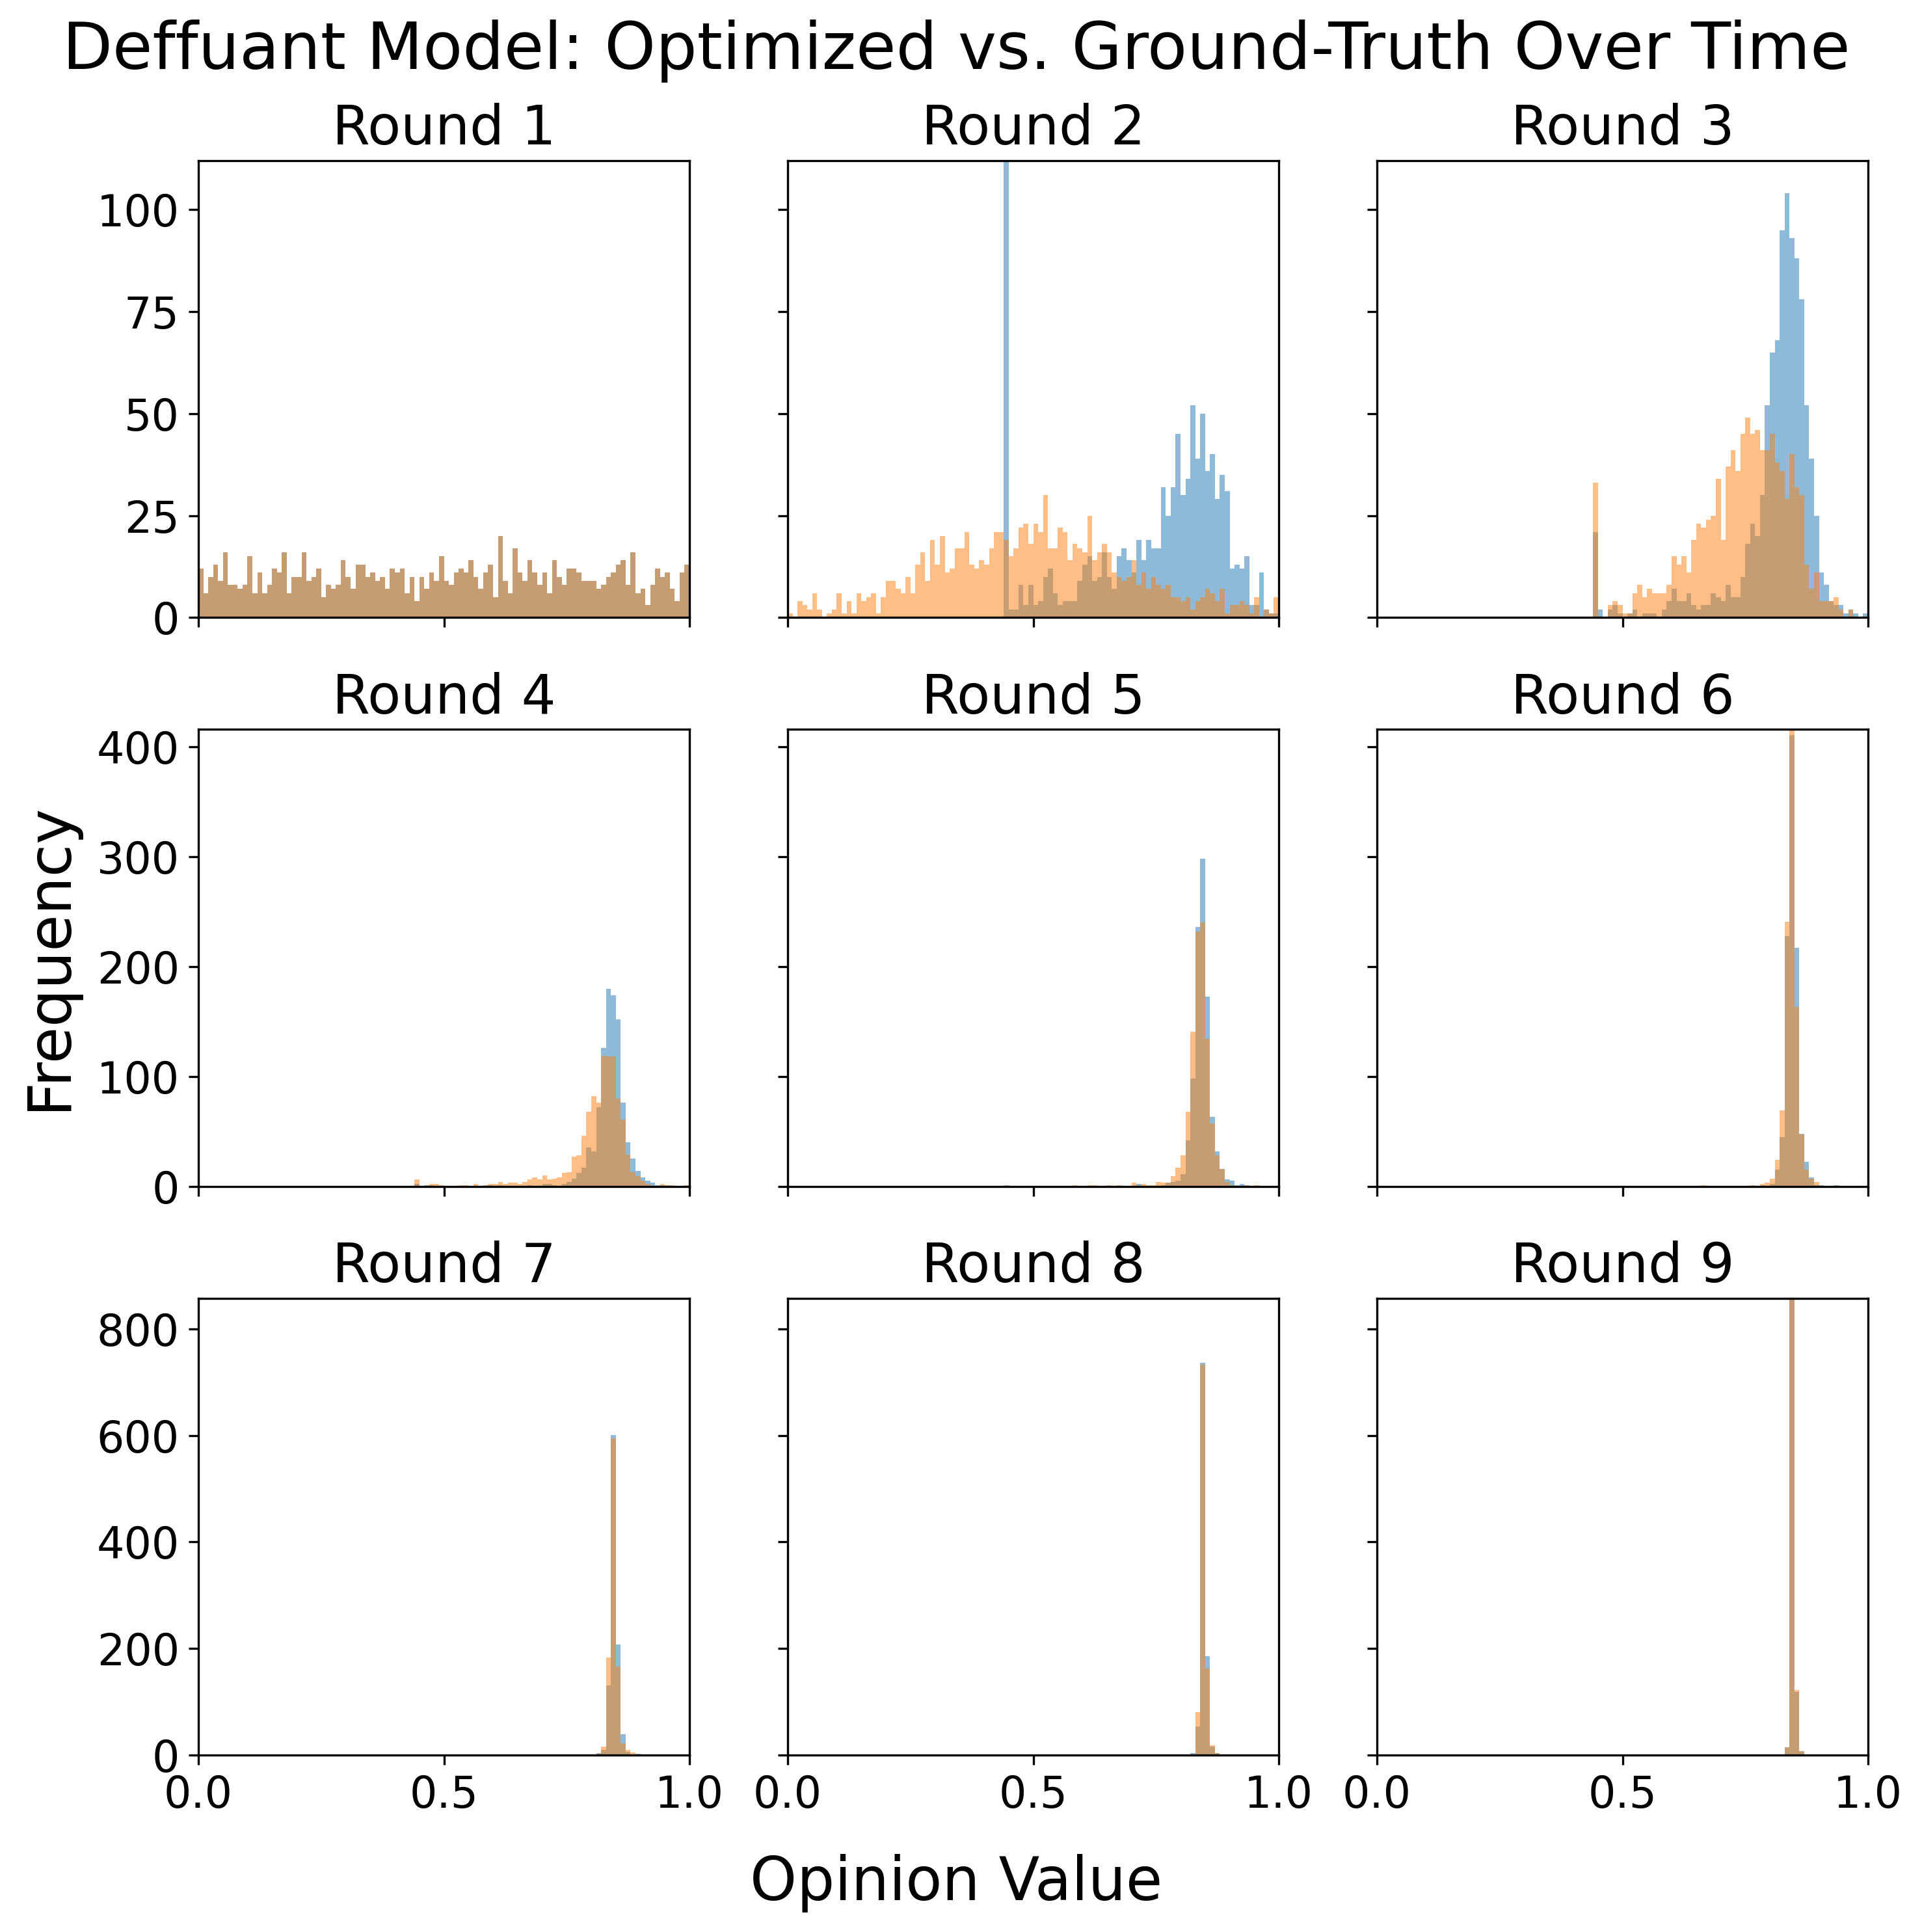 Deffuant Model: Optimized vs. Ground-Truth Over Time
Round 1
Round 2
Round 3
100
75
50
25
0
Round 4
Round 5
Round 6
400
300
200
100
0
Round 7
Round 8
Round 9
800
600
400
200
0
0.0 0.5 1.0 0.0 0.5 1.0 0.0 0.5 1.0
Frequency
Opinion Value